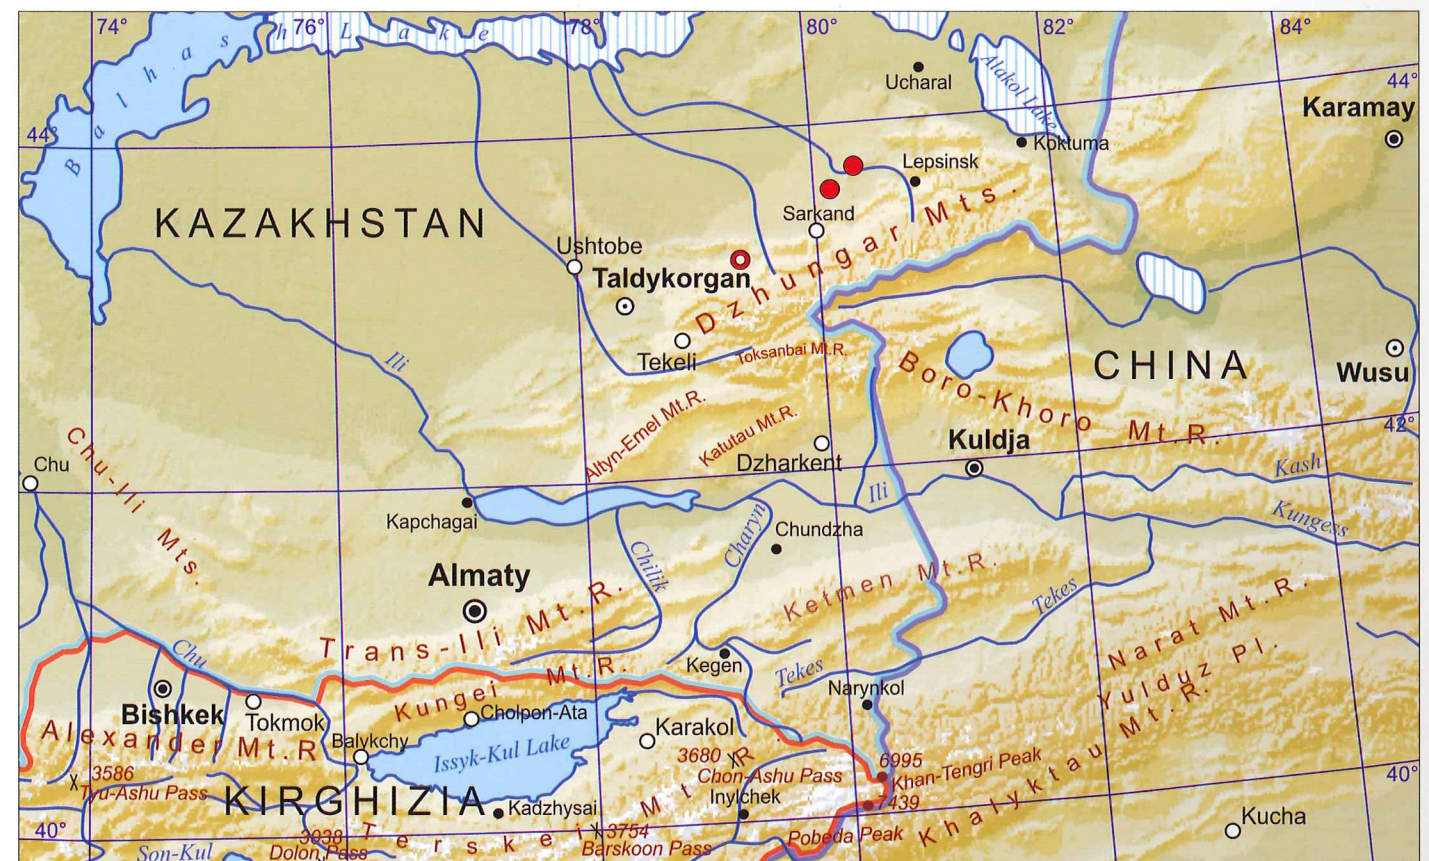 74°
76°
78°
80°
82°
84°
Balhash Lake
Ucharal
Alakol Lake
44°
Karamay
44°
Koktuma
Lepsinsk
KAZAKHSTAN
Sarkand
Dzhungar Mts.
Ushtobe
Taldykorgan
Tekeli
Toksanbai Mt.R.
Ili
CHINA
Wusu
Boro-Khoro Mt.R.
Altyn-Emel Mt.R.
Katutau Mt.R.
42°
Kuldja
Dzharkent
Chu-Ili Mts.
Chu
Kash
Ili
Kapchagai
Kungess
Charyn
Chundzha
Chilik
Almaty
Ketmen Mt.R.
Tekes
Trans-Ili Mt.R.
Narat Mt.R.
Chu
Kungei Mt.R.
Kegen
Tekes
Yulduz Pl.
Narynkol
Bishkek
Tokmok
Cholpon-Ata
Karakol
Alexander Mt.R
Balykchy
Issyk-Kul Lake
3680
Chon-Ashu Pass
6995
Khan-Tengri Peak
3586
Tyu-Ashu Pass
KIRGHIZIA
Kadzhysai
Inylchek
7439
Pobeda Peak
Khalyktau Mt.R.
40°
Kucha
40°
3038
Dolon Pass
Terskei Mt R
3754
Barskoon Pass
Son-Kul